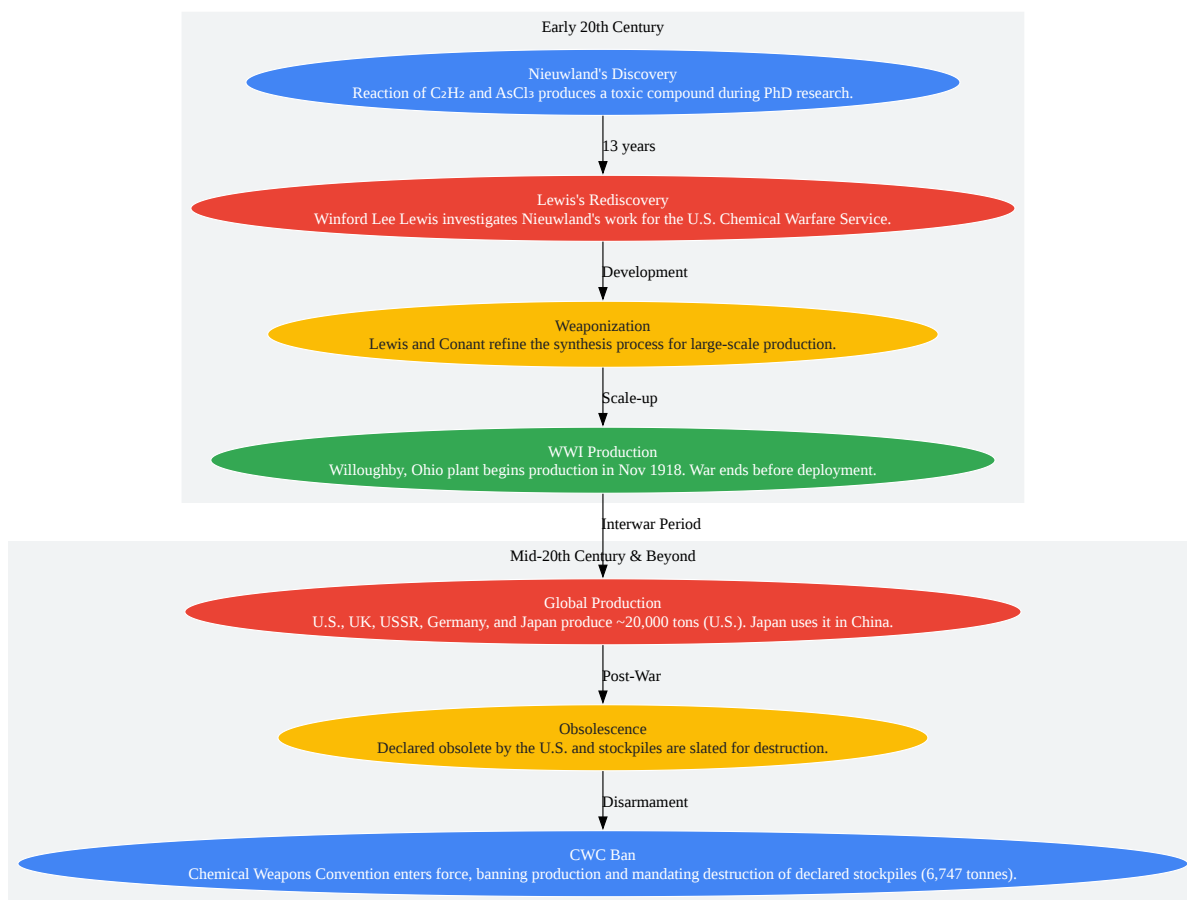 Early 20th Century
Nieuwland's Discovery
Reaction of C₂H₂ and AsCl₃ produces a toxic compound during PhD research.
13 years
Lewis's Rediscovery
Winford Lee Lewis investigates Nieuwland's work for the U.S. Chemical Warfare Service.
Development
Weaponization
Lewis and Conant refine the synthesis process for large-scale production.
Scale-up
WWI Production
Willoughby, Ohio plant begins production in Nov 1918. War ends before deployment.
Interwar Period
Mid-20th Century & Beyond
Global Production
U.S., UK, USSR, Germany, and Japan produce ~20,000 tons (U.S.). Japan uses it in China.
Post-War
Obsolescence
Declared obsolete by the U.S. and stockpiles are slated for destruction.
Disarmament
CWC Ban
Chemical Weapons Convention enters force, banning production and mandating destruction of declared stockpiles (6,747 tonnes).